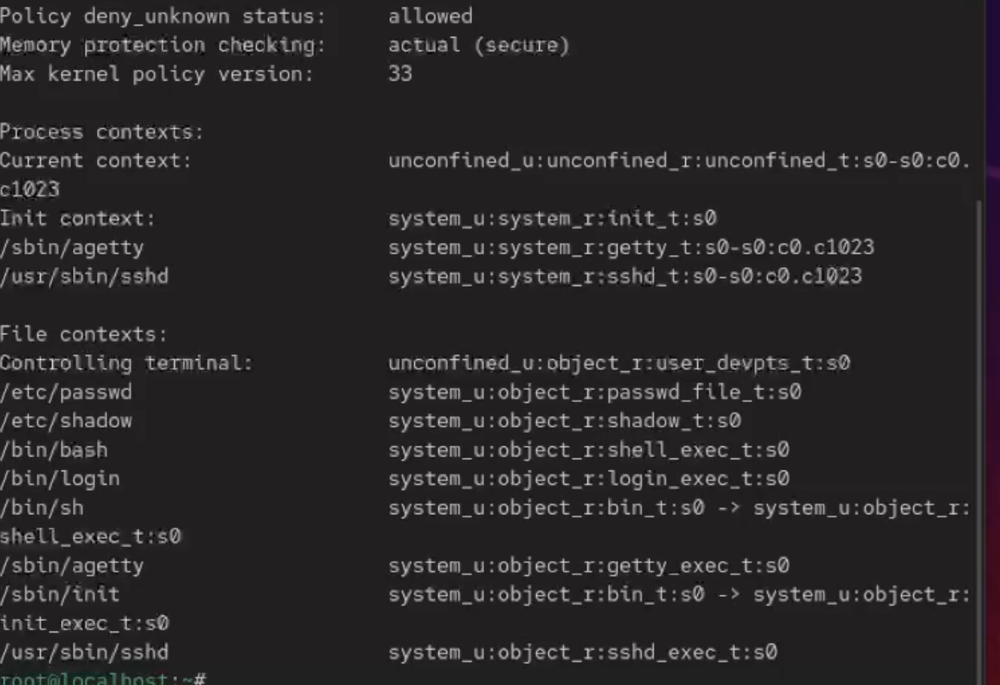 Policy deny_unknown status:     allowed
Memory protection checking:     actual (secure)
Max kernel policy version:      33
Process contexts:
Current context:                unconfined_u:unconfined_r:unconfined_t:s0-s0:c0.
c1023
Init context:                   system_u:system_r:init_t:s0
/sbin/agetty                    system_u:system_r:getty_t:s0-s0:c0.c1023
/usr/sbin/sshd                  system_u:system_r:sshd_t:s0-s0:c0.c1023
File contexts:
Controlling terminal:           unconfined_u:object_r:user_devpts_t:s0
/etc/passwd                     system_u:object_r:passwd_file_t:s0
/etc/shadow                     system_u:object_r:shadow_t:s0
/bin/bash                       system_u:object_r:shell_exec_t:s0
/bin/login                      system_u:object_r:login_exec_t:s0
/bin/sh                         system_u:object_r:bin_t:s0 -> system_u:object_r:
shell_exec_t:s0
/sbin/agetty                    system_u:object_r:getty_exec_t:s0
/sbin/init                      system_u:object_r:bin_t:s0 -> system_u:object_r:
init_exec_t:s0
/usr/sbin/sshd                  system_u:object_r:sshd_exec_t:s0
root@localhost:~#